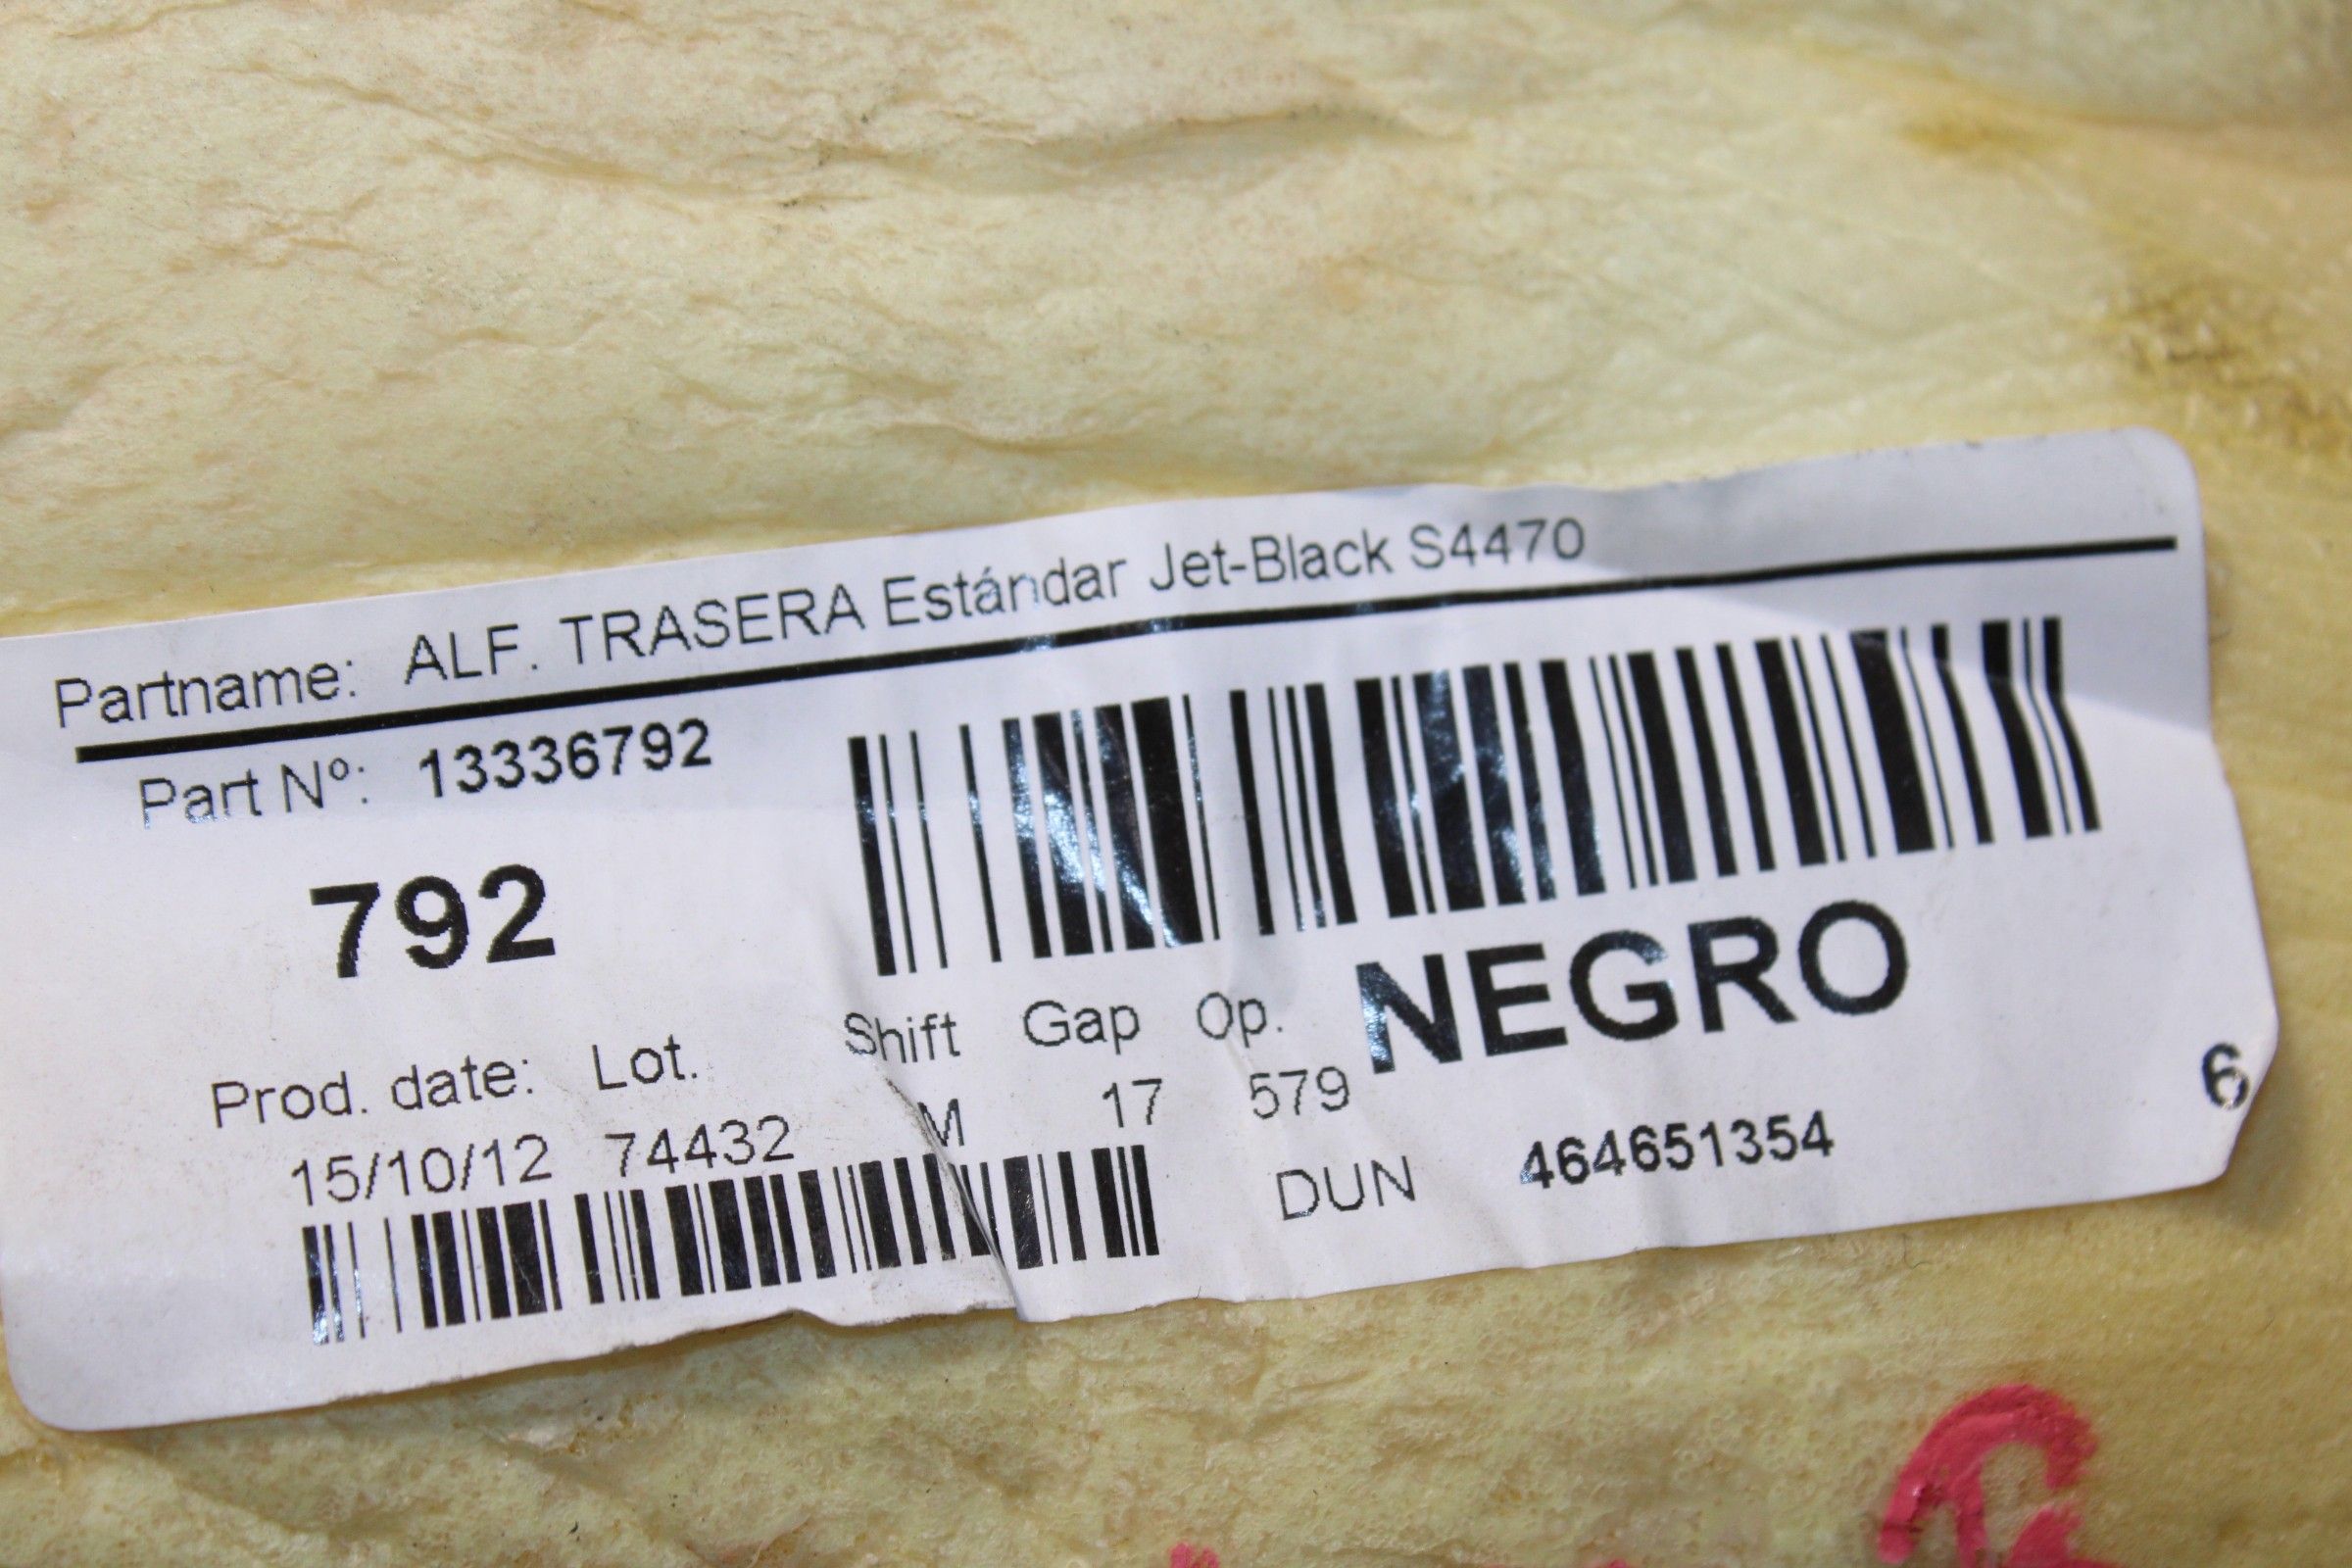 Partname: ALF. TRASERA Estándar Jet-Black S4470
Part Nº: 13336792
792
NEGRO
Prod. date: Lot. Shift Gap Op.
15/10/12 74432 M 17 579
DUN 464651354
6